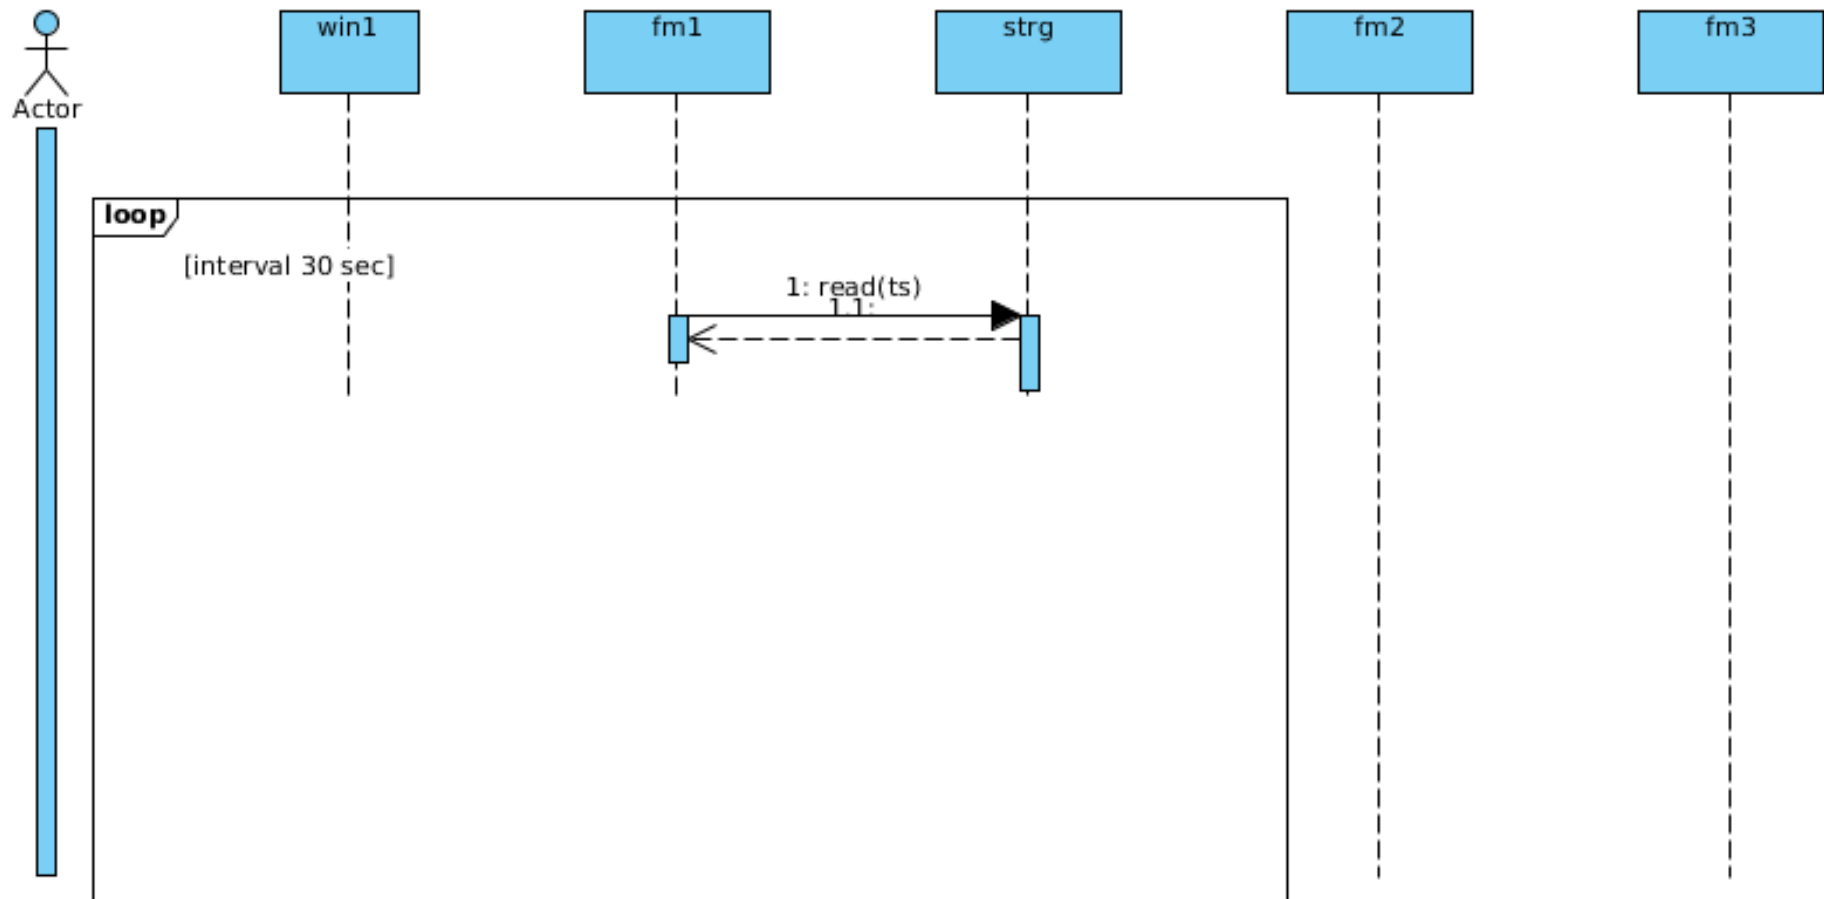 win1
fm1
strg
fm2
fm3
Actor
loop
[interval 30 sec]
1: read(ts)
1.1: